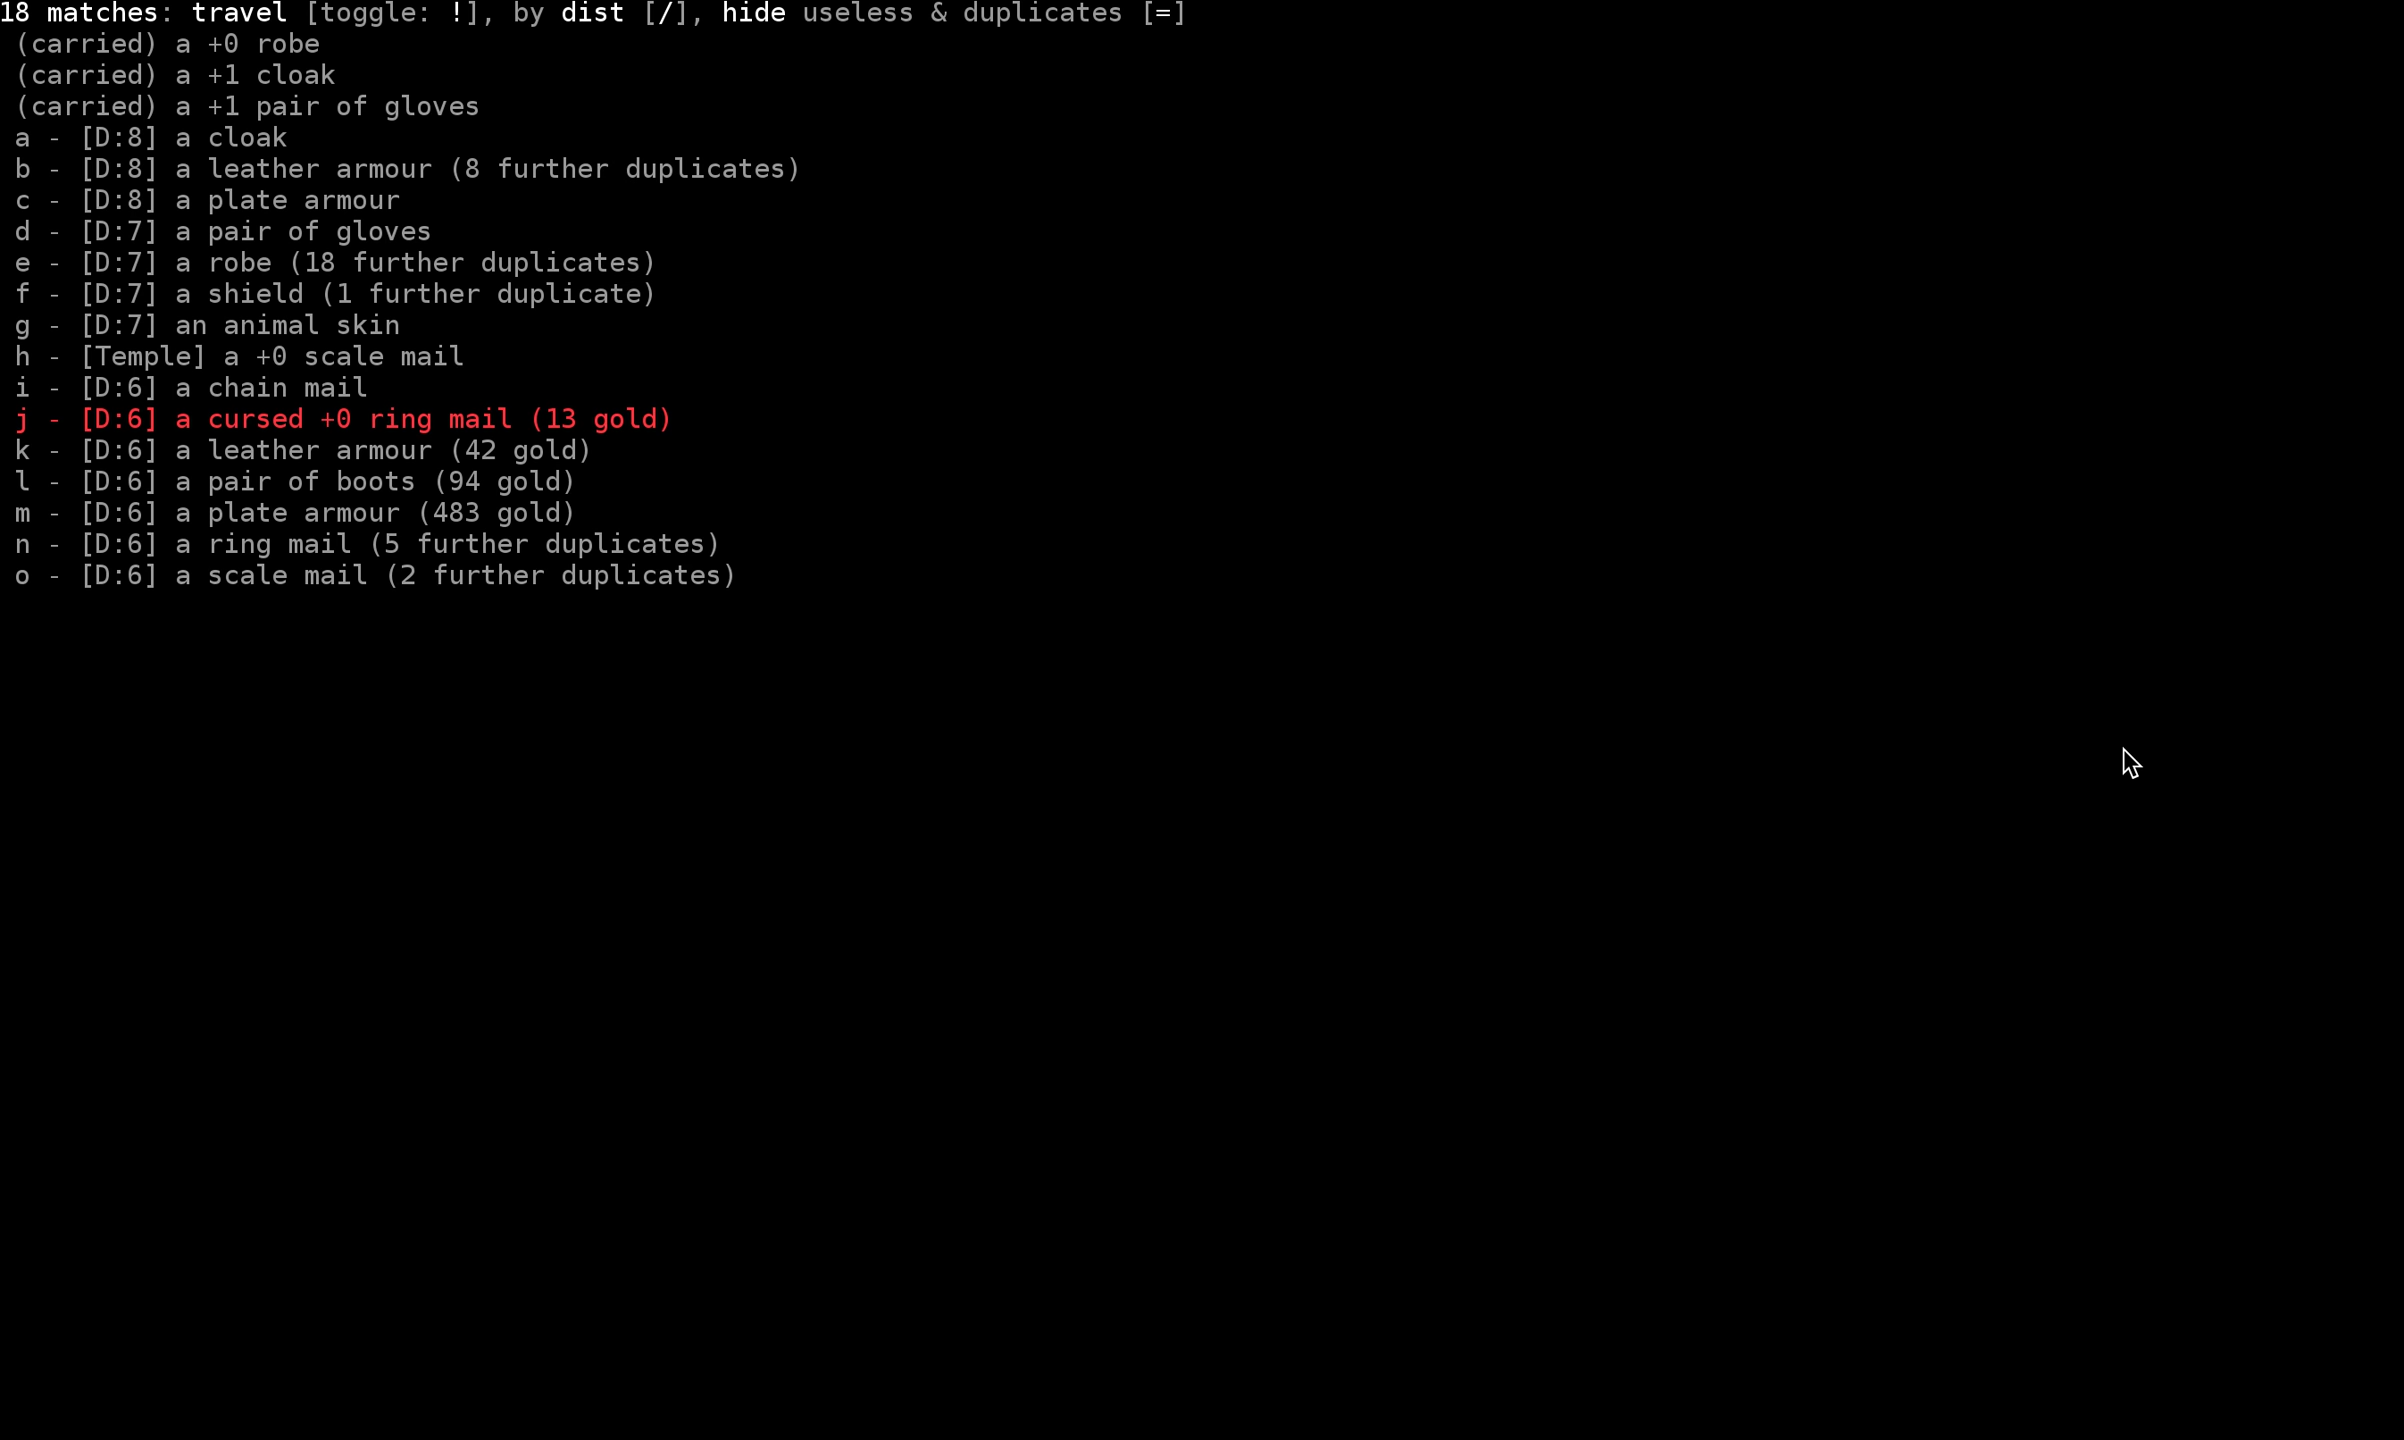 18 matches: travel [toggle: !], by dist [/], hide useless & duplicates [=]
(carried) a +0 robe
(carried) a +1 cloak
(carried) a +1 pair of gloves
a - [D:8] a cloak
b - [D:8] a leather armour (8 further duplicates)
c - [D:8] a plate armour
d - [D:7] a pair of gloves
e - [D:7] a robe (18 further duplicates)
f - [D:7] a shield (1 further duplicate)
g - [D:7] an animal skin
h - [Temple] a +0 scale mail
i - [D:6] a chain mail
j - [D:6] a cursed +0 ring mail (13 gold)
k - [D:6] a leather armour (42 gold)
l - [D:6] a pair of boots (94 gold)
m - [D:6] a plate armour (483 gold)
n - [D:6] a ring mail (5 further duplicates)
o - [D:6] a scale mail (2 further duplicates)